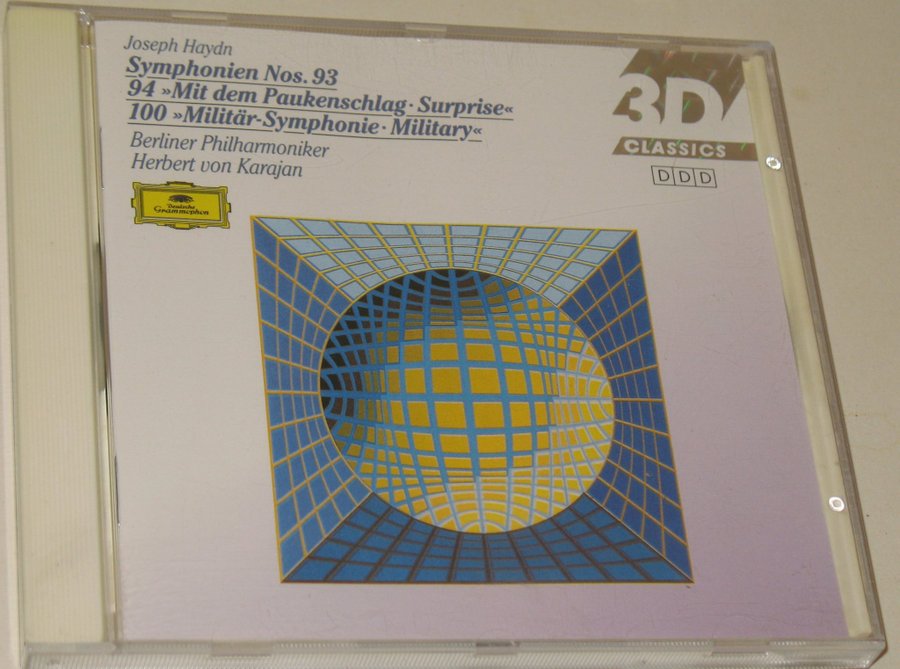 Joseph Haydn
Symphonien Nos. 93
94 »Mit dem Paukenschlag · Surprise«
100 »Militär-Symphonie · Military«
Berliner Philharmoniker
Herbert von Karajan
Deutsche
Grammophon
3D
CLASSICS
DDD